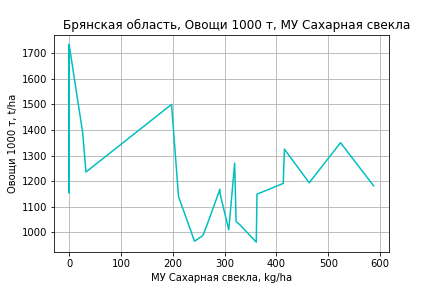 Брянская область, Овощи 1000 т, МУ Сахарная свекла
1700
1600
1500
1400
1300
1200
1100
1000
Овощи 1000 т, t/ha
0 100 200 300 400 500 600
МУ Сахарная свекла, kg/ha